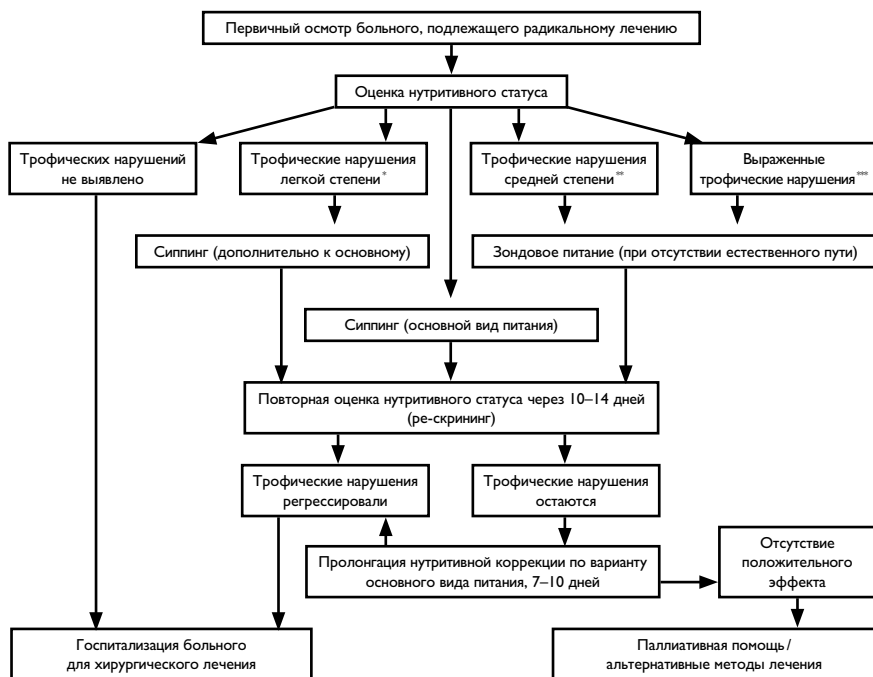 Первичный осмотр больного, подлежащего радикальному лечению
Оценка нутритивного статуса
Трофических нарушений
не выявлено
Трофические нарушения
легкой степени*
Трофические нарушения
средней степени**
Выраженные
трофические нарушения***
Сиппинг (дополнительно к основному)
Зондовое питание (при отсутствии естественного пути)
Сиппинг (основной вид питания)
Повторная оценка нутритивного статуса через 10–14 дней
(ре-скрининг)
Трофические нарушения
регрессировали
Трофические нарушения
остаются
Пролонгация нутритивной коррекции по варианту
основного вида питания, 7–10 дней
Отсутствие
положительного
эффекта
Госпитализация больного
для хирургического лечения
Паллиативная помощь/
альтернативные методы лечения